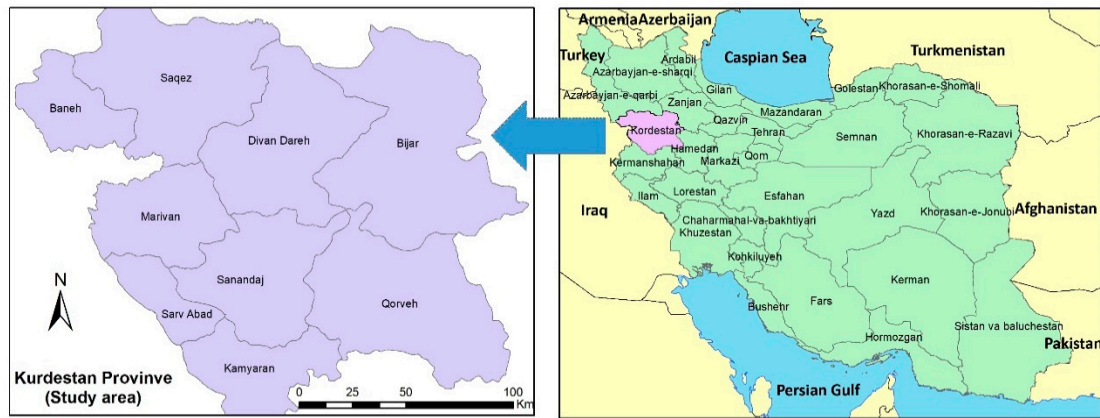 Saqez
Baneh
Divan Dareh
Bijar
Marivan
Sanandaj
N
Sarv Abad
Qorveh
Kamyaran
Kurdestan Provinve
(Study area)
0 25 50 100
Km
Armenia
Azerbaijan
Turkey
Ardabil
Caspian Sea
Turkmenistan
Azarbayjan-e-sharqi
Azarbayjan-e-qarbi
Gilan
Golestan
Khorasan-e-Shomali
Zanjan
Mazandaran
Qazvin
Kordestan
Tehran
Semnan
Khorasan-e-Razavi
Hamedan
Kermanshahan
Markazi
Qom
Ilam
Lorestan
Esfahan
Iraq
Chaharmahal-va-bakhtiyari
Yazd
Khorasan-e-Jonubi
Afghanistan
Khuzestan
Kohkiluyeh
Kerman
Bushehr
Fars
Sistan va baluchestan
Hormozgan
Pakistan
Persian Gulf